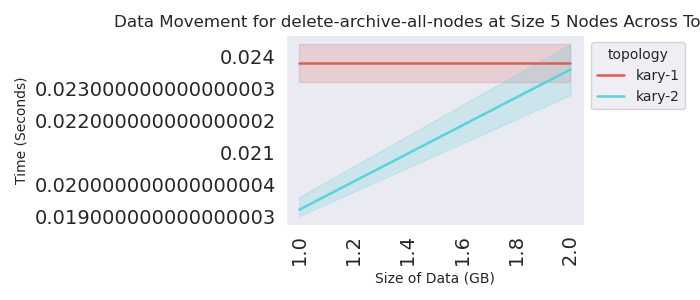 Data Movement for delete-archive-all-nodes at Size 5 Nodes Across To
topology
kary-1
kary-2
Time (Seconds)
0.024
0.023000000000000003
0.022000000000000002
0.021
0.020000000000000004
0.019000000000000003
1.0
1.2
1.4
1.6
1.8
2.0
Size of Data (GB)